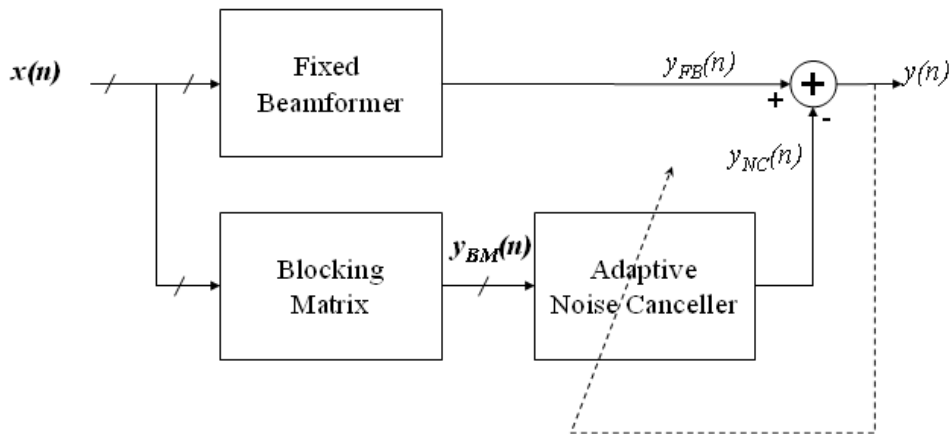 x(n)
Fixed
Beamformer
y_FB(n)
+
+
y(n)
-
y_NC(n)
Blocking
Matrix
y_BM(n)
Adaptive
Noise Canceller